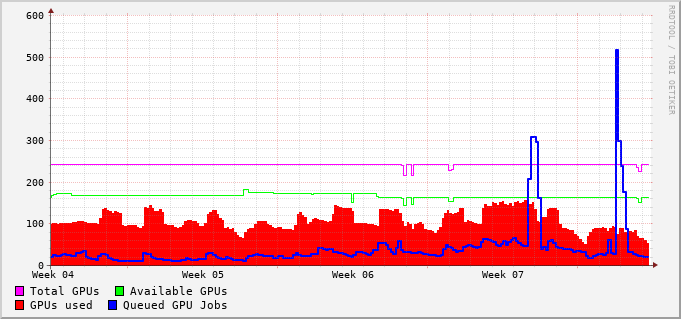 600
500
400
300
200
100
0
Week 04 Week 05 Week 06 Week 07
Total GPUs Available GPUs
GPUs used Queued GPU Jobs
RRDTOOL / TOBI OETIKER